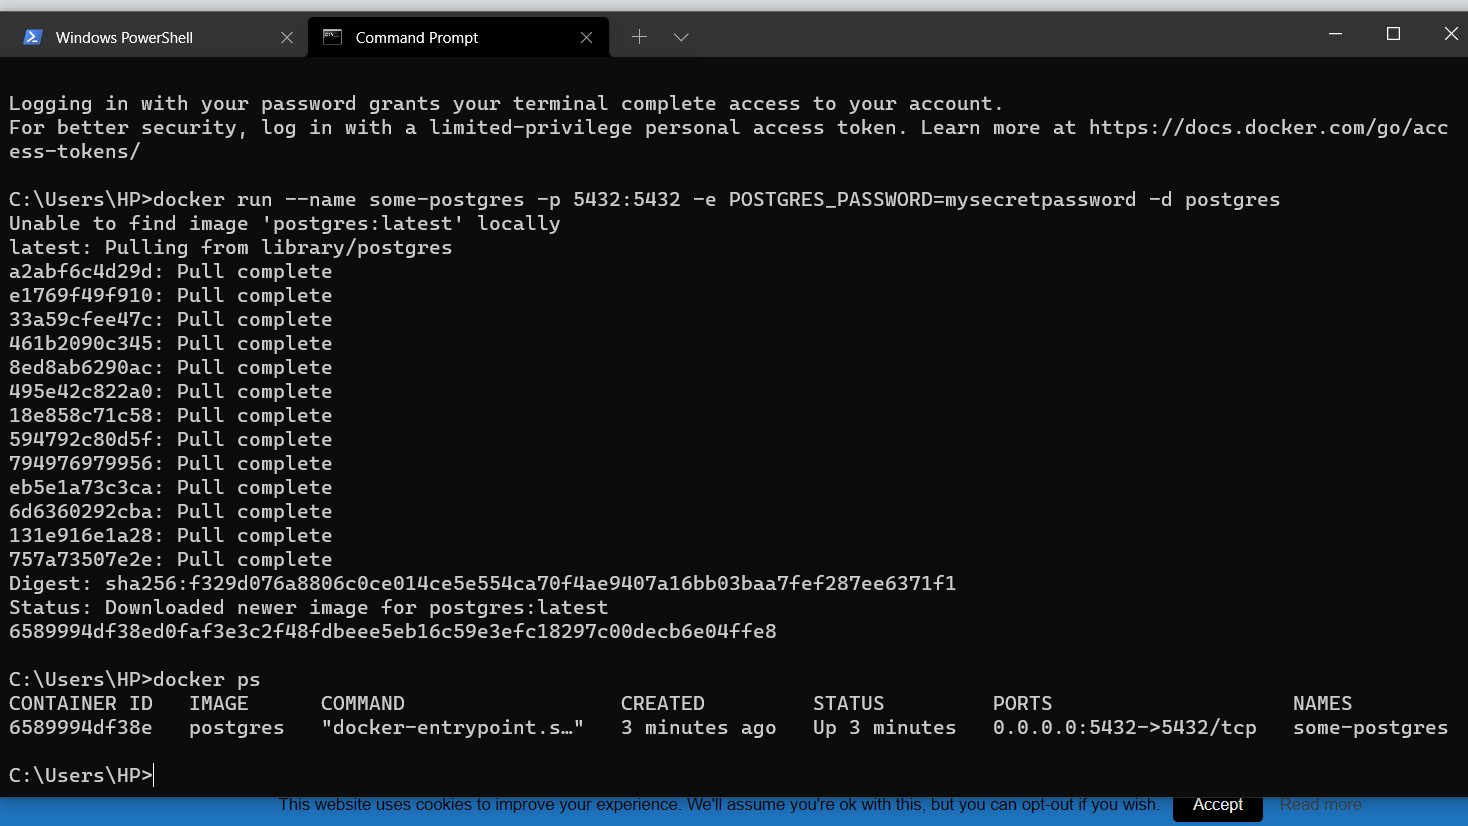 Windows PowerShell
Command Prompt
Logging in with your password grants your terminal complete access to your account.
For better security, log in with a limited-privilege personal access token. Learn more at https://docs.docker.com/go/acc
ess-tokens/
C:\Users\HP>docker run --name some-postgres -p 5432:5432 -e POSTGRES_PASSWORD=mysecretpassword -d postgres
Unable to find image 'postgres:latest' locally
latest: Pulling from library/postgres
a2abf6c4d29d: Pull complete
e1769f49f910: Pull complete
33a59cfee47c: Pull complete
461b2090c345: Pull complete
8ed8ab6290ac: Pull complete
495e42c822a0: Pull complete
18e858c71c58: Pull complete
594792c80d5f: Pull complete
794976979956: Pull complete
eb5e1a73c3ca: Pull complete
6d6360292cba: Pull complete
131e916e1a28: Pull complete
757a73507e2e: Pull complete
Digest: sha256:f329d076a8806c0ce014ce5e554ca70f4ae9407a16bb03baa7fef287ee6371f1
Status: Downloaded newer image for postgres:latest
6589994df38ed0faf3e3c2f48fdbeee5eb16c59e3efc18297c00decb6e04ffe8
C:\Users\HP>docker ps
CONTAINER ID IMAGE COMMAND CREATED STATUS PORTS NAMES
6589994df38e postgres "docker-entrypoint.s…" 3 minutes ago Up 3 minutes 0.0.0.0:5432->5432/tcp some-postgres
C:\Users\HP>
This website uses cookies to improve your experience. We'll assume you're ok with this, but you can opt-out if you wish. Accept Read more